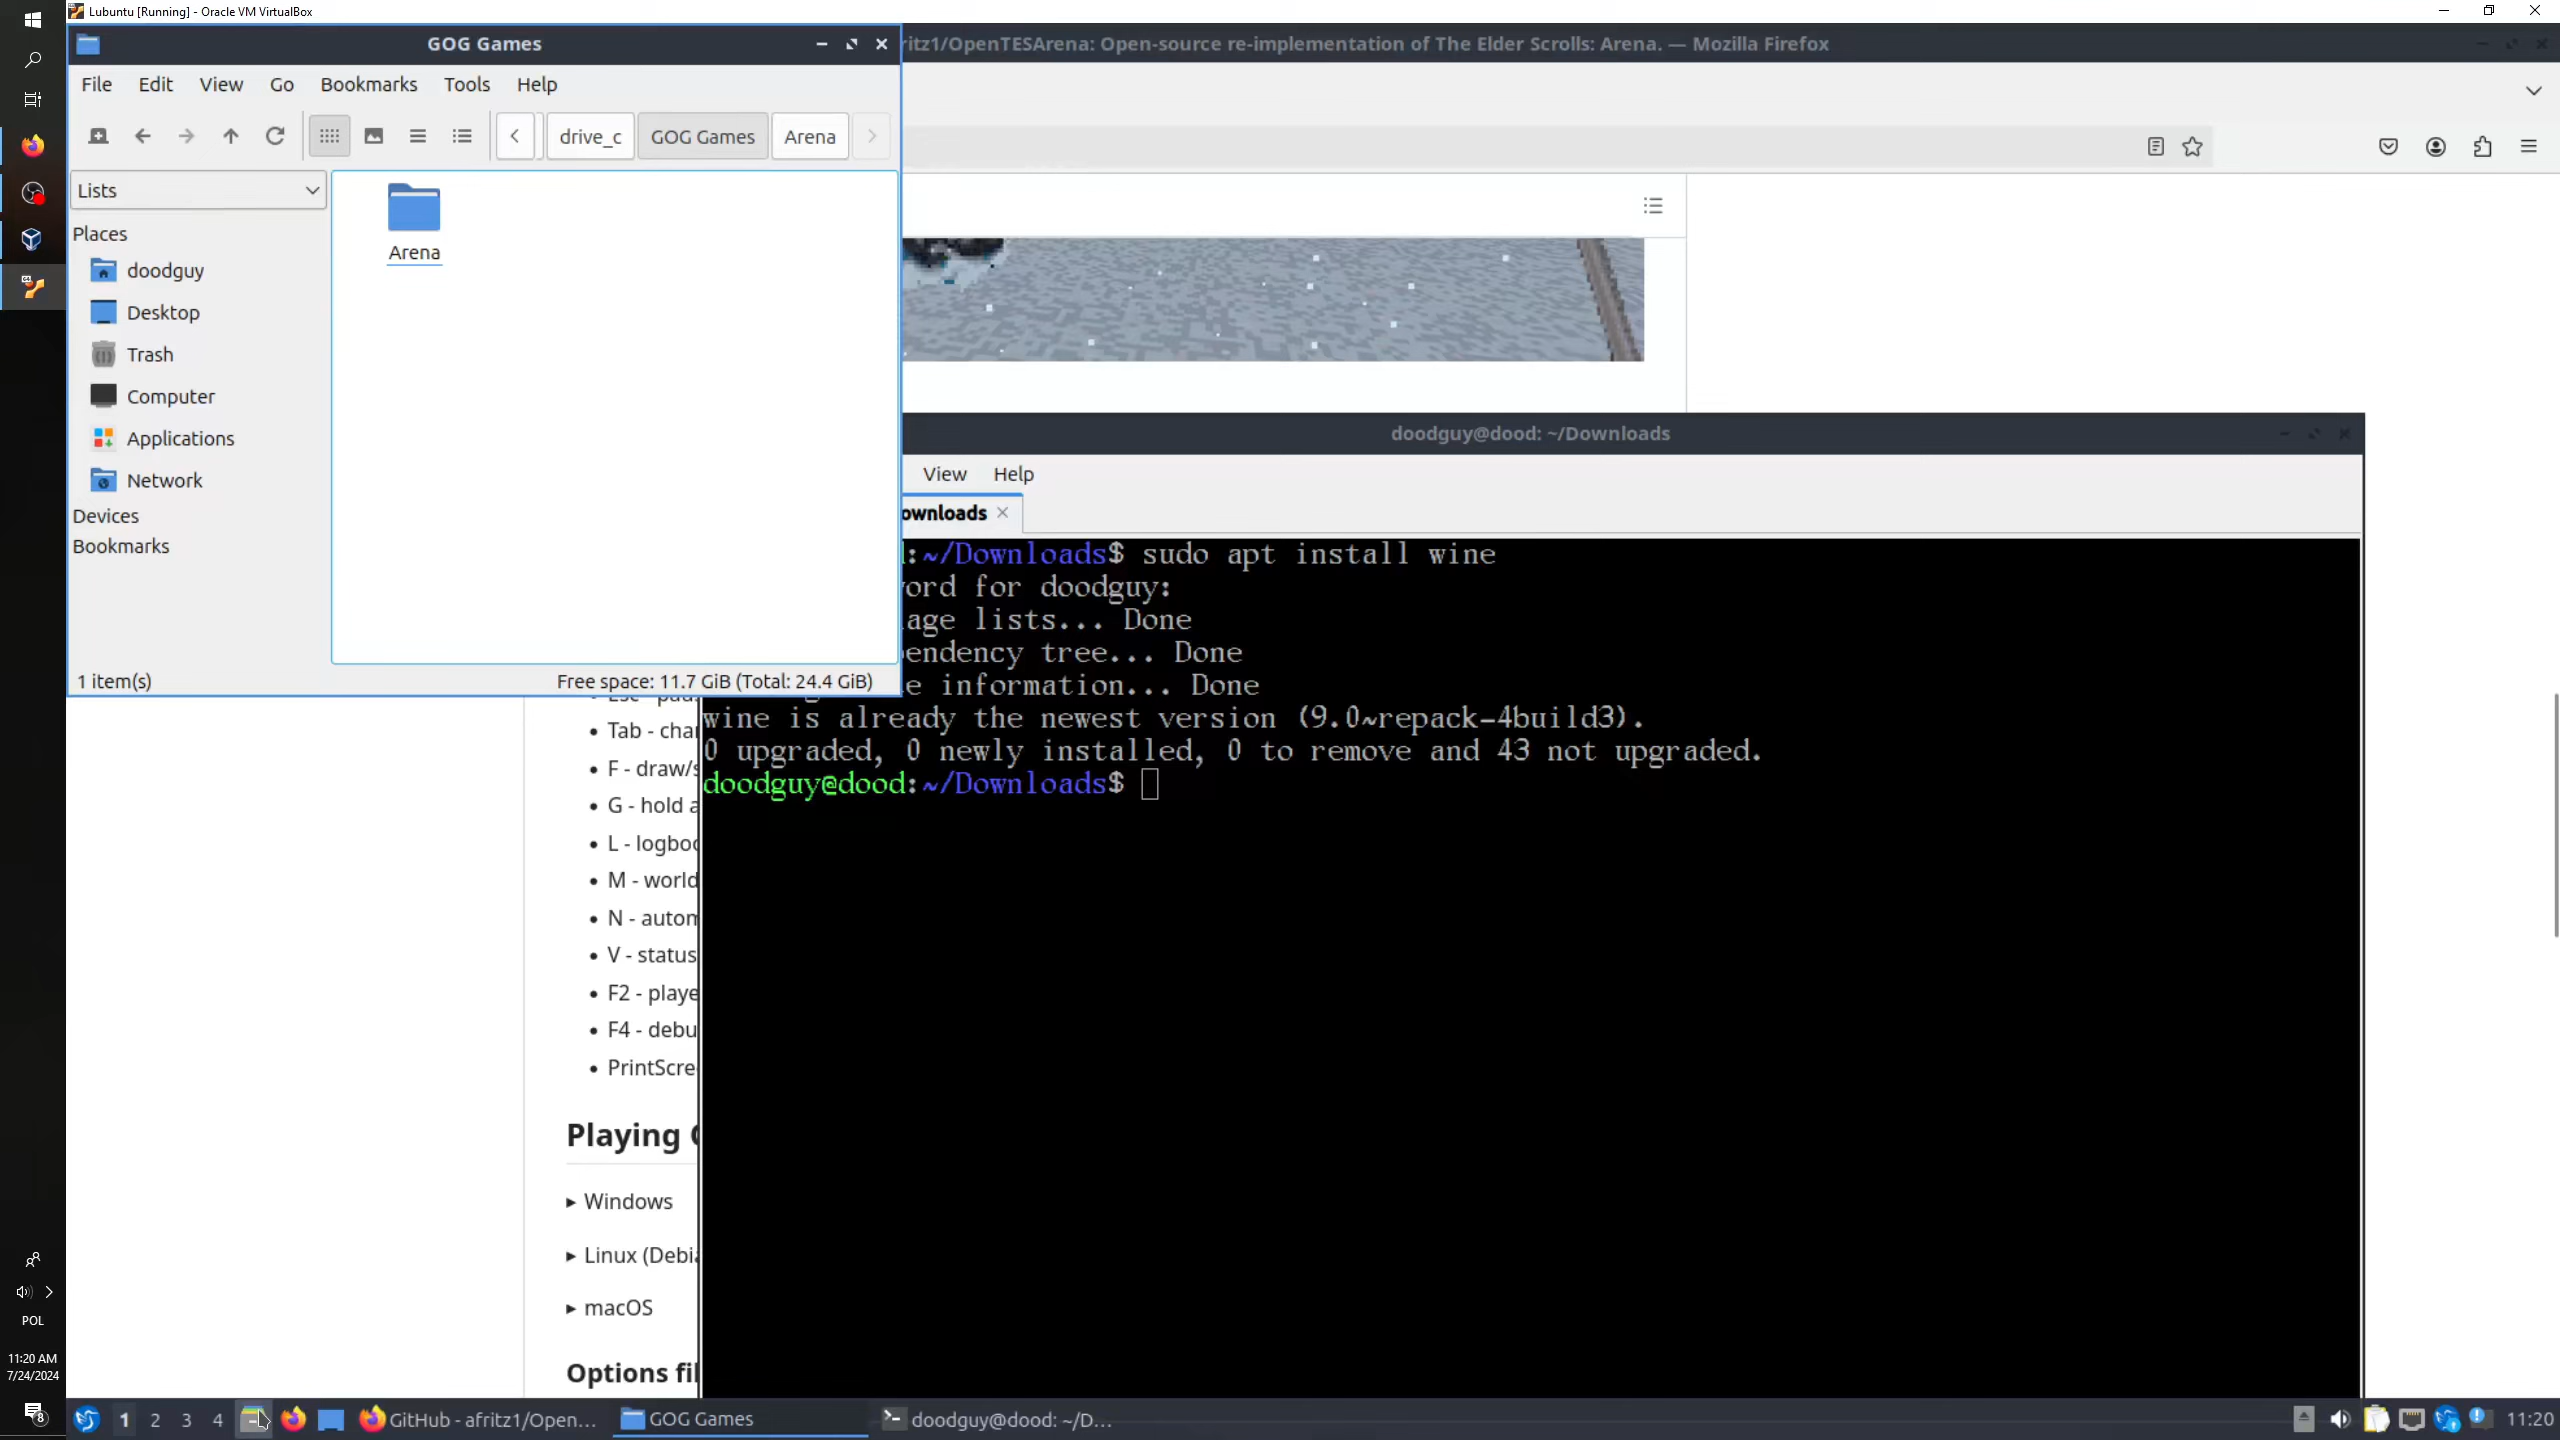 Lubuntu [Running] - Oracle VM VirtualBox
GOG Games
ritz1/OpenTESArena: Open-source re-implementation of The Elder Scrolls: Arena. — Mozilla Firefox
File Edit View Go Bookmarks Tools Help
drive_c GOG Games Arena
Lists
Places
doodguy
Desktop
Trash
Computer
Applications
Network
Devices
Bookmarks
Arena
1 item(s)
Free space: 11.7 GiB (Total: 24.4 GiB)
doodguy@dood: ~/Downloads
View Help
ownloads
:~/Downloads$ sudo apt install wine
ord for doodguy:
age lists... Done
endency tree... Done
e information... Done
wine is already the newest version (9.0~repack-4build3).
0 upgraded, 0 newly installed, 0 to remove and 43 not upgraded.
doodguy@dood:~/Downloads$
Tab - chan
F - draw/s
G - hold a
L - logboo
M - world
N - autom
V - status
F2 - playe
F4 - debu
PrintScre
Playing
Windows
Linux (Debia
macOS
Options fil
POL
11:20 AM
7/24/2024
8
1 2 3 4
GitHub - afritz1/Open...
GOG Games
doodguy@dood: ~/D...
11:20